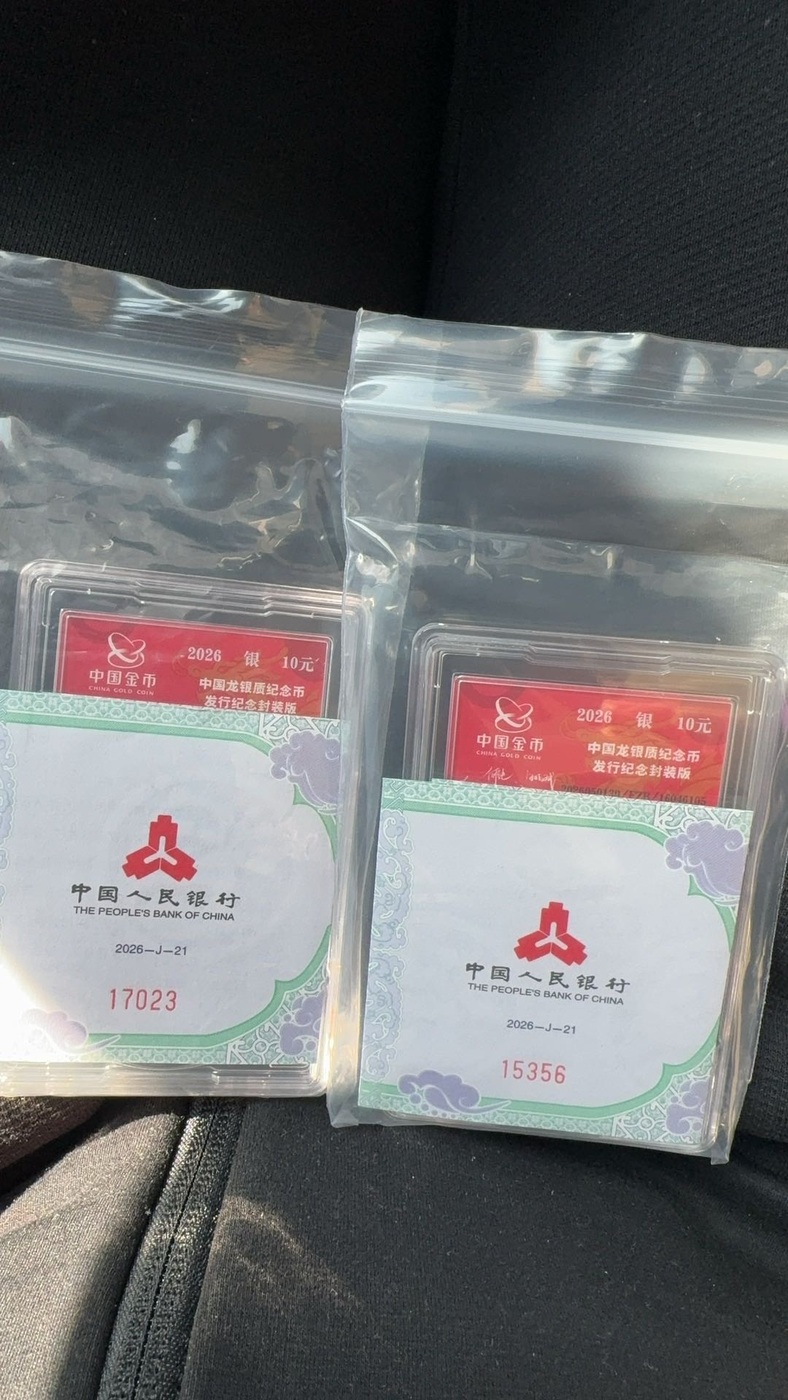 中国金币
CHINA GOLD COIN
2026 银 10元
中国龙银质纪念币
发行纪念封装版
中国人民银行
THE PEOPLE'S BANK OF CHINA
2026-J-21
17023
中国金币
CHINA GOLD COIN
2026 银 10元
中国龙银质纪念币
发行纪念封装版
中国人民银行
THE PEOPLE'S BANK OF CHINA
2026-J-21
15356